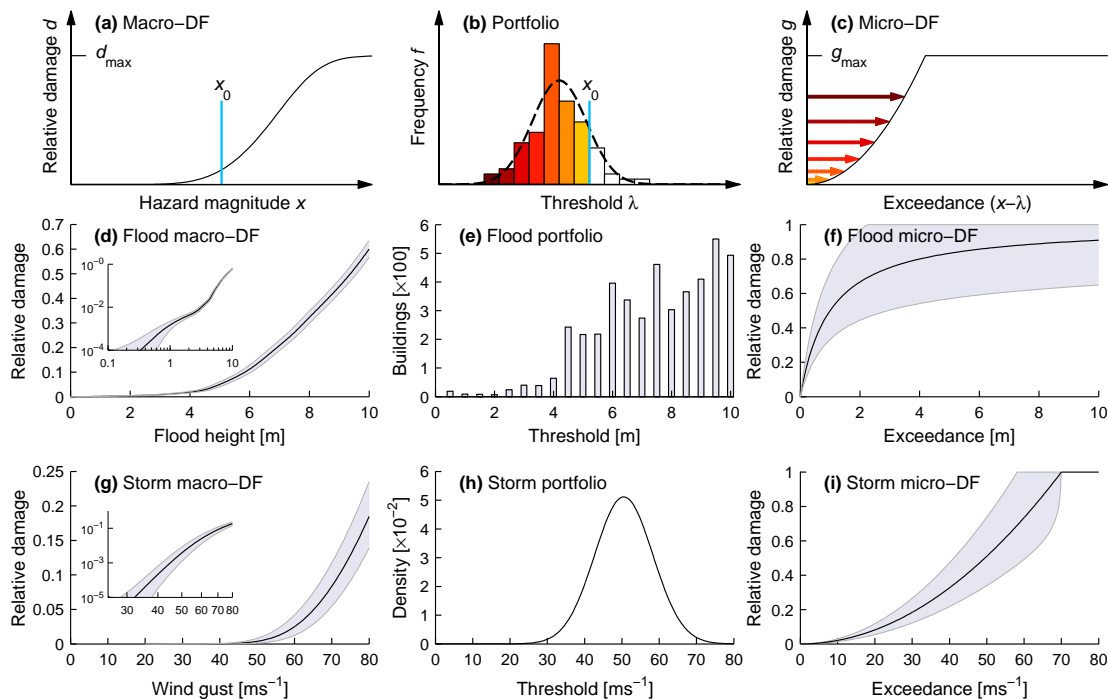 (a) Macro−DF
Relative damage d
d_max
x_0
Hazard magnitude x
(b) Portfolio
Frequency f
x_0
Threshold λ
(c) Micro−DF
Relative damage g
g_max
Exceedance (x−λ)
(d) Flood macro−DF
Relative damage
0.7
0.6
0.5
0.4
0.3
0.2
0.1
0
10^−0
10^−2
10^−4
0.1 1 10
0 2 4 6 8 10
Flood height [m]
(e) Flood portfolio
Buildings [×100]
6
5
4
3
2
1
0
0 2 4 6 8 10
Threshold [m]
(f) Flood micro−DF
Relative damage
1
0.8
0.6
0.4
0.2
0
0 2 4 6 8 10
Exceedance [m]
(g) Storm macro−DF
Relative damage
0.25
0.20
0.15
0.10
0.05
0
10^−1
10^−3
10^−5
30 40 50 60 70 80
0 10 20 30 40 50 60 70 80
Wind gust [ms^−1]
(h) Storm portfolio
Density [×10^−2]
6
5
4
3
2
1
0
0 10 20 30 40 50 60 70 80
Threshold [ms^−1]
(i) Storm micro−DF
Relative damage
1
0.8
0.6
0.4
0.2
0
0 10 20 30 40 50 60 70 80
Exceedance [ms^−1]